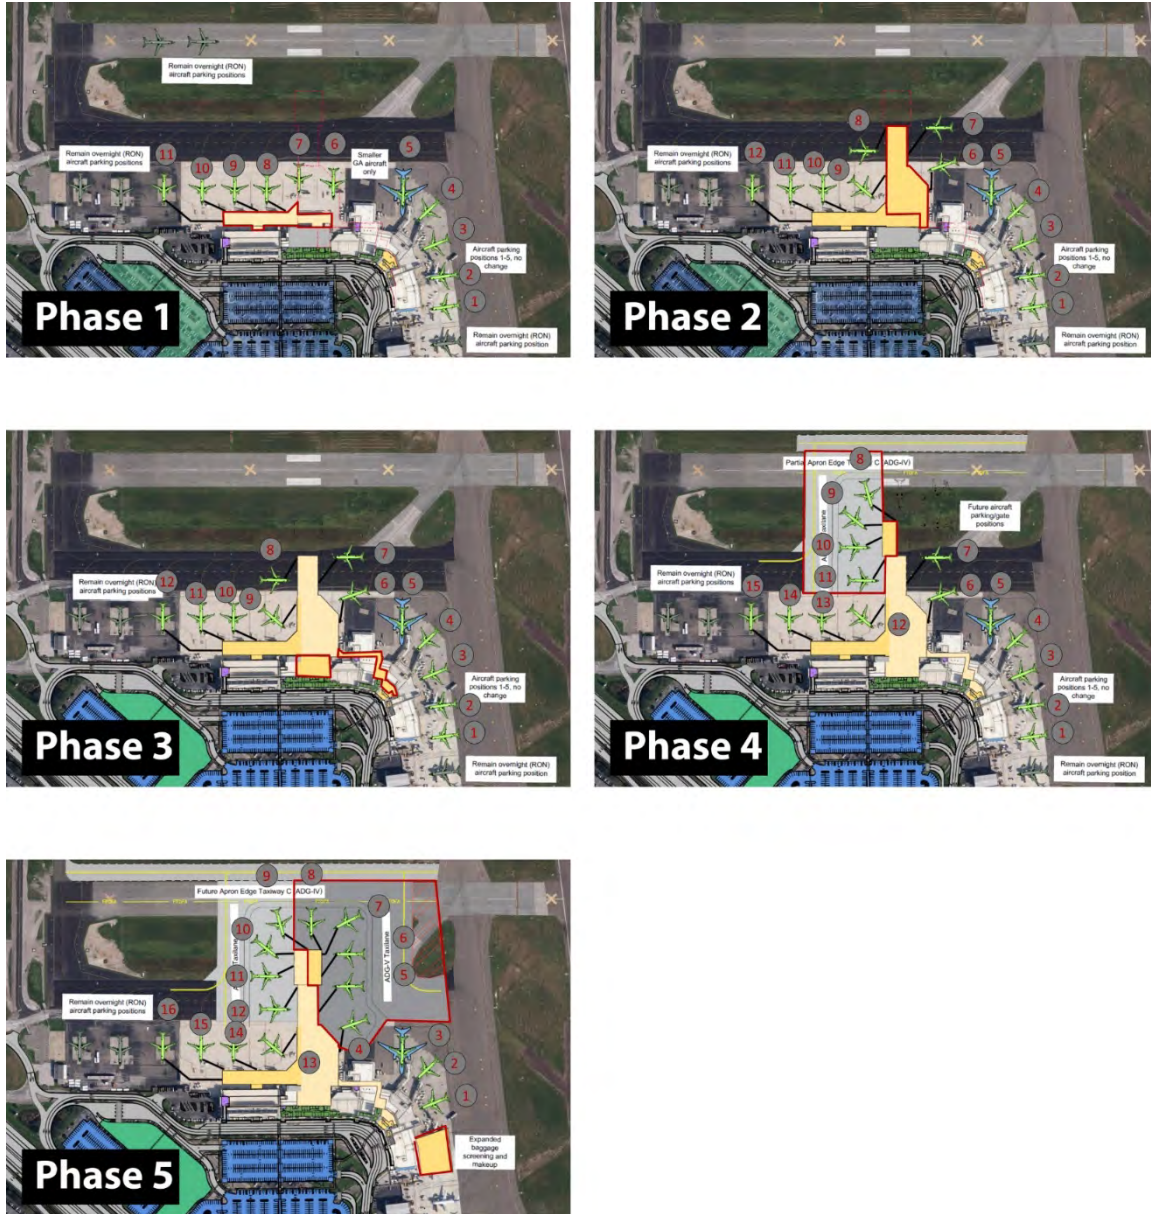 Remain overnight (RON)
aircraft parking positions
Remain overnight (RON)
aircraft parking positions
11
10
9
8
7
6
5
Smaller
GA aircraft
only
4
3
Aircraft parking
positions 1-5, no
change
2
1
Remain overnight (RON)
aircraft parking position
Phase 1
8
7
Remain overnight (RON)
aircraft parking positions
12
11
10
9
6
5
4
3
Aircraft parking
positions 1-5, no
change
2
1
Remain overnight (RON)
aircraft parking position
Phase 2
8
7
Remain overnight (RON)
aircraft parking positions
12
11
10
9
6
5
4
3
Aircraft parking
positions 1-5, no
change
2
1
Remain overnight (RON)
aircraft parking position
Phase 3
8
(ADG-IV)
9
Future aircraft
parking/gate
positions
10
7
Remain overnight (RON)
aircraft parking positions
11
15
14
13
12
6
5
4
3
Aircraft parking
positions 1-5, no
change
2
1
Remain overnight (RON)
aircraft parking position
Phase 4
9
8
Future Apron Edge Taxiway C (ADG-IV)
7
10
6
ADG-V Taxilane
11
5
Remain overnight (RON)
aircraft parking positions
12
16
15
14
13
4
3
2
1
Expanded
baggage
screening and
makeup
Phase 5